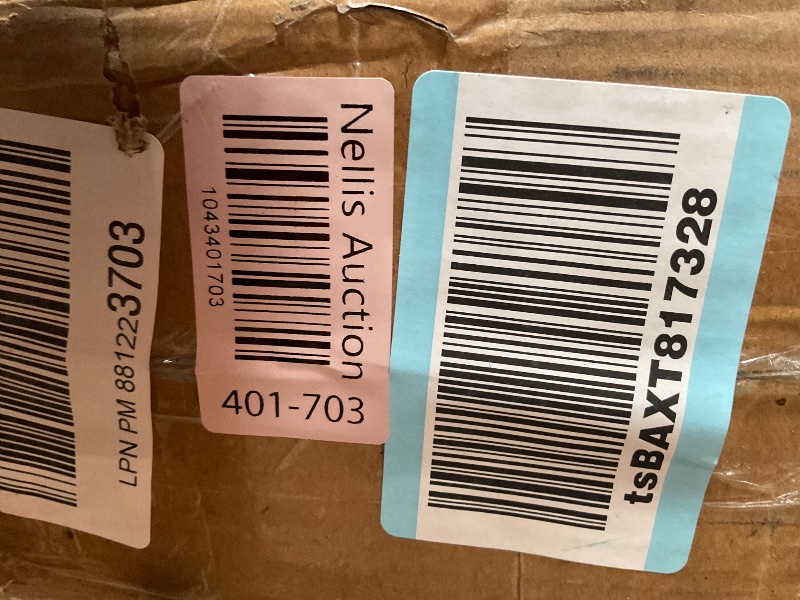 LPN PM 881223703
Nellis Auction
1043401703
401-703
tsBAXT817328